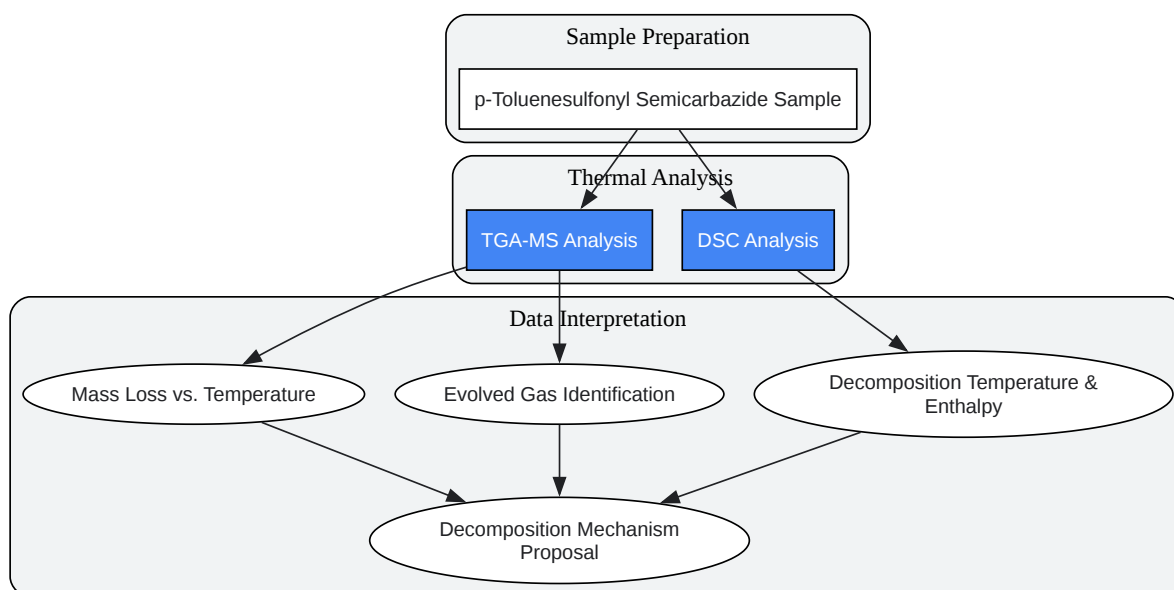 Sample Preparation
p-Toluenesulfonyl Semicarbazide Sample
Thermal Analysis
TGA-MS Analysis
DSC Analysis
Data Interpretation
Mass Loss vs. Temperature
Evolved Gas Identification
Decomposition Temperature &
Enthalpy
Decomposition Mechanism
Proposal